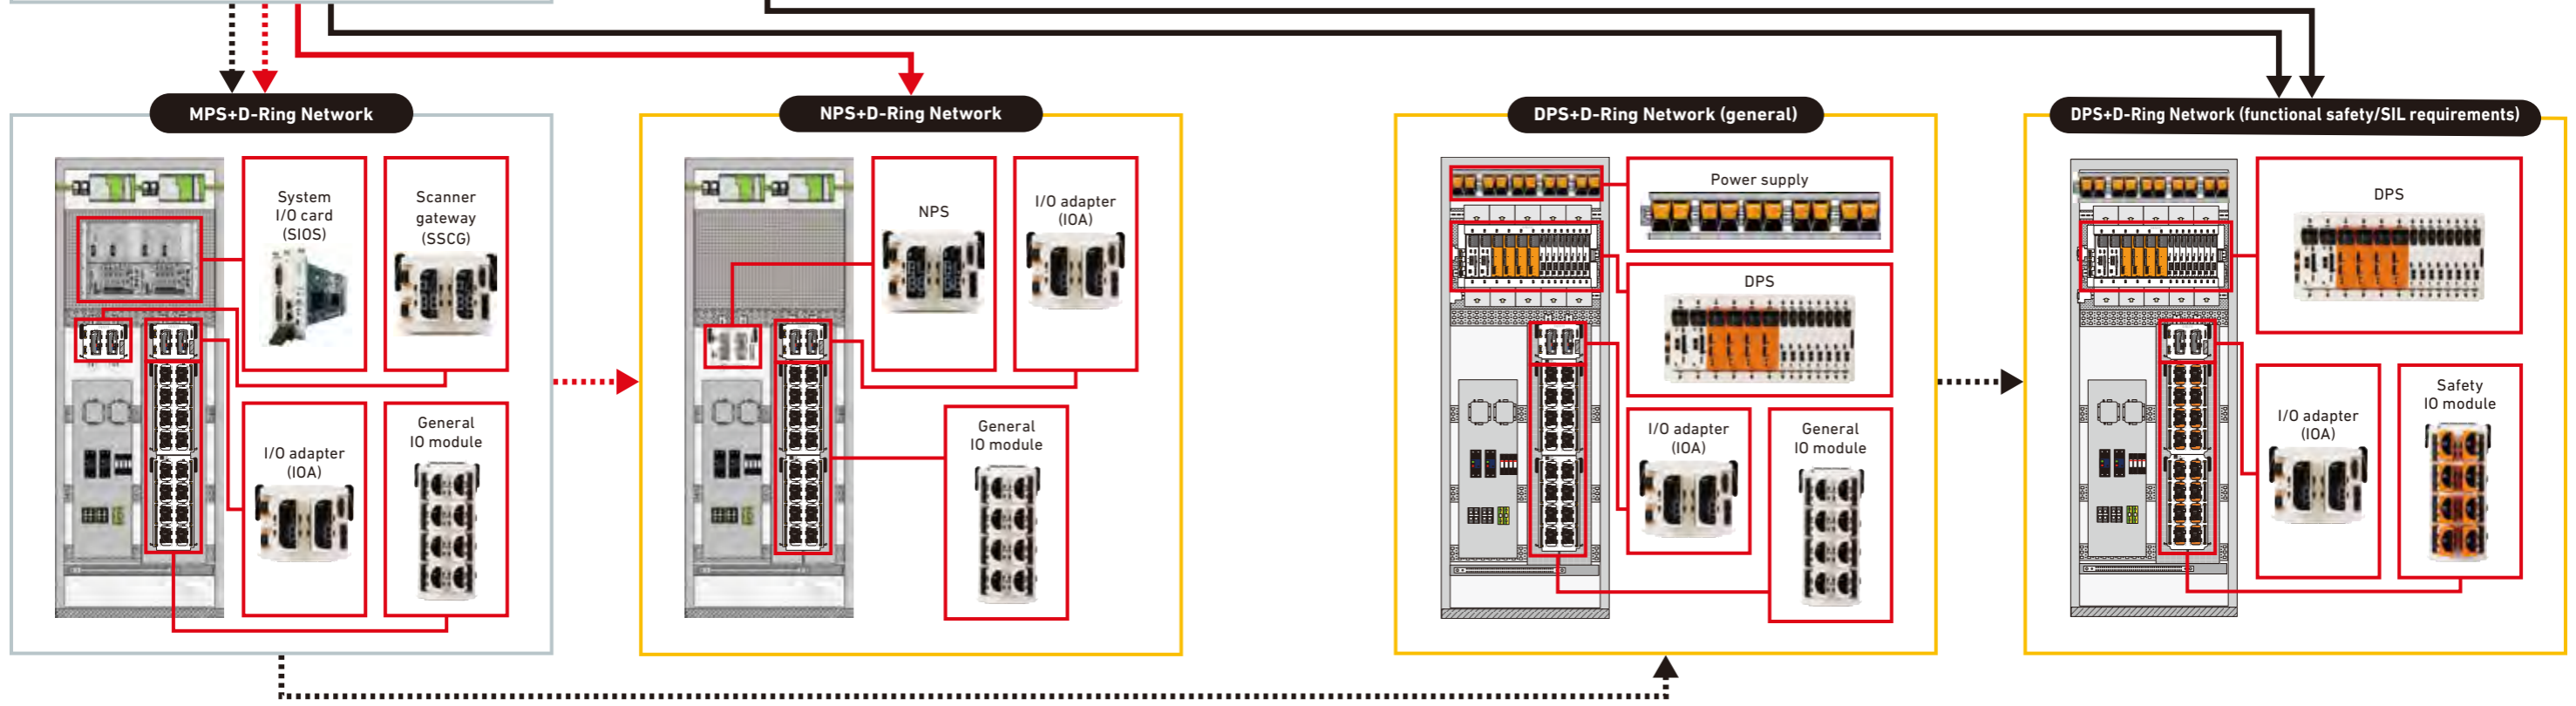 MPS+D-Ring Network
System
I/O card
(SIOS)
Scanner
gateway
(SSCG)
I/O adapter
(IOA)
General
IO module
NPS+D-Ring Network
NPS
I/O adapter
(IOA)
General
IO module
DPS+D-Ring Network (general)
Power supply
DPS
I/O adapter
(IOA)
General
IO module
DPS+D-Ring Network (functional safety/SIL requirements)
DPS
I/O adapter
(IOA)
Safety
IO module